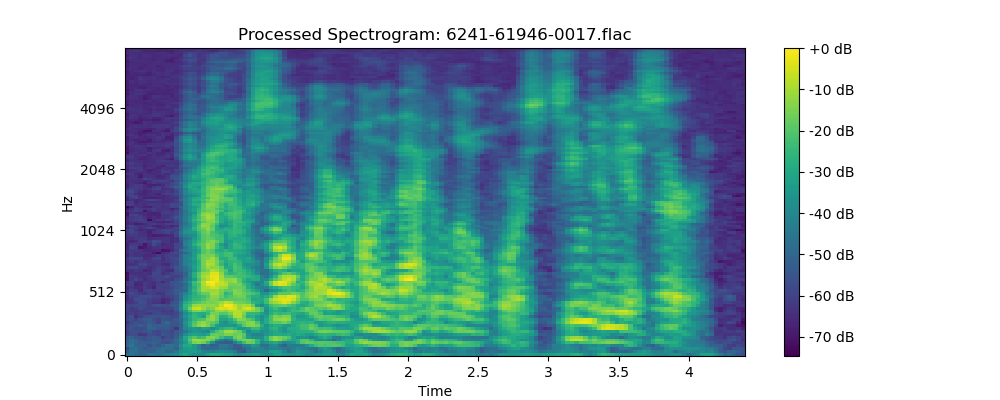 Processed Spectrogram: 6241-61946-0017.flac
Hz
4096
2048
1024
512
0
0 0.5 1 1.5 2 2.5 3 3.5 4
Time
+0 dB
-10 dB
-20 dB
-30 dB
-40 dB
-50 dB
-60 dB
-70 dB